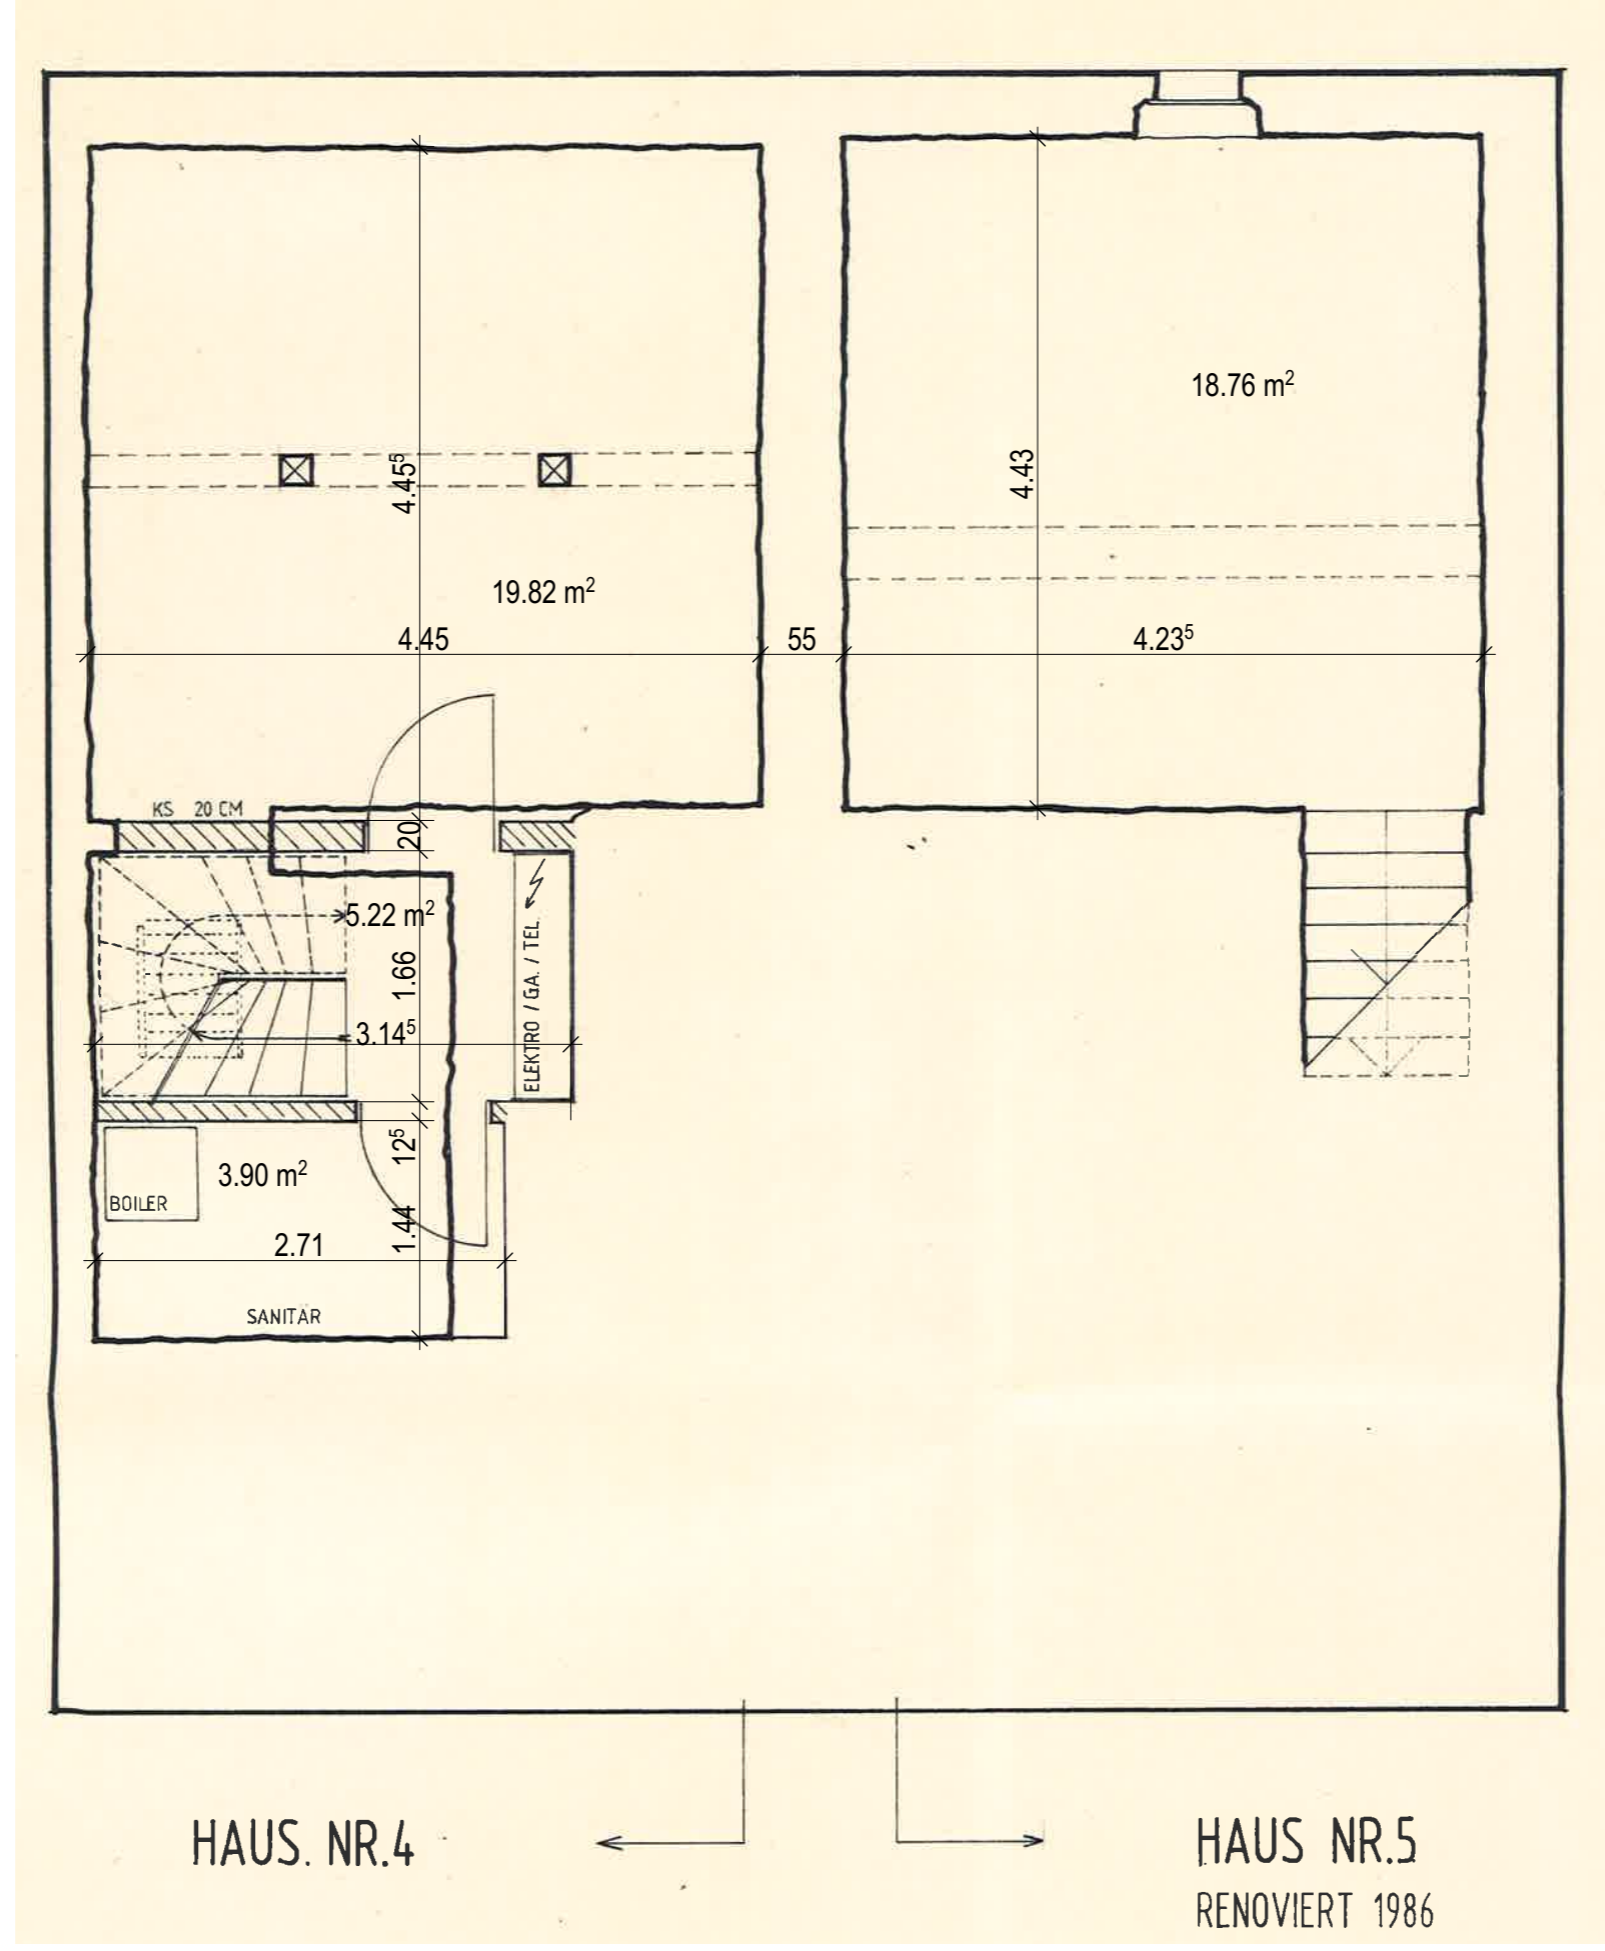 18.76 m²
4.45⁵
4.43
19.82 m²
4.45
55
4.23⁵
KS 20 CM
20
5.22 m²
1.66
ELEKTRO / GA. / TEL.
3.14⁵
12⁵
3.90 m²
BOILER
1.44
2.71
SANITÄR
HAUS. NR.4
HAUS NR.5
RENOVIERT 1986